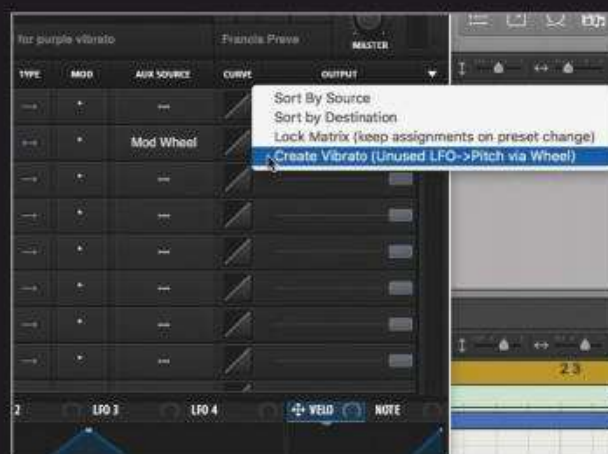 for purple vibrato Francis Preve
MASTER
TYPE MOD AUX SOURCE CURVE OUTPUT
Sort By Source
Sort by Destination
Lock Matrix (keep assignments on preset change)
Mod Wheel
Create Vibrato (Unused LFO->Pitch via Wheel)
2 3
2 LFO 3 LFO 4 VELO NOTE